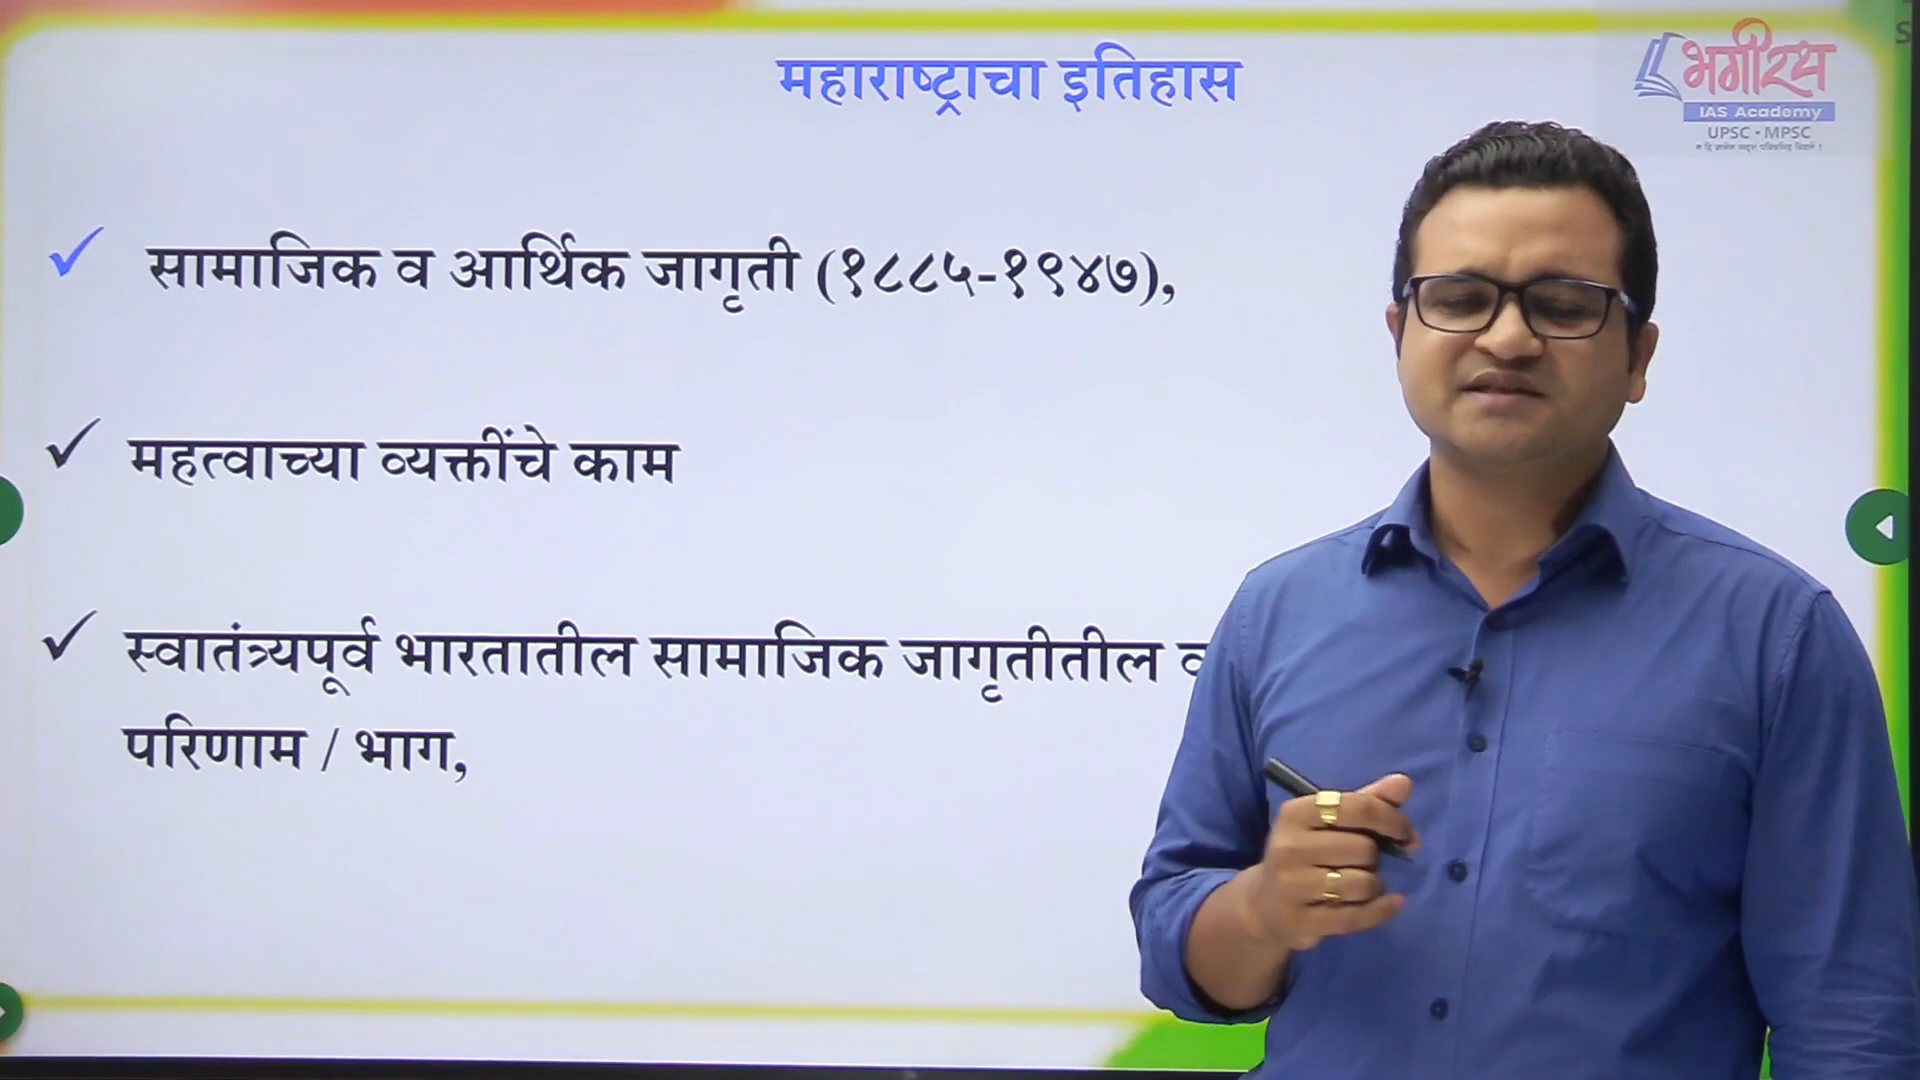 महाराष्ट्राचा इतिहास
भगीरथ
IAS Academy
UPSC • MPSC
सामाजिक व आर्थिक जागृती (१८८५-१९४७),
महत्वाच्या व्यक्तींचे काम
स्वातंत्र्यपूर्व भारतातील सामाजिक जागृतीतील
परिणाम / भाग,